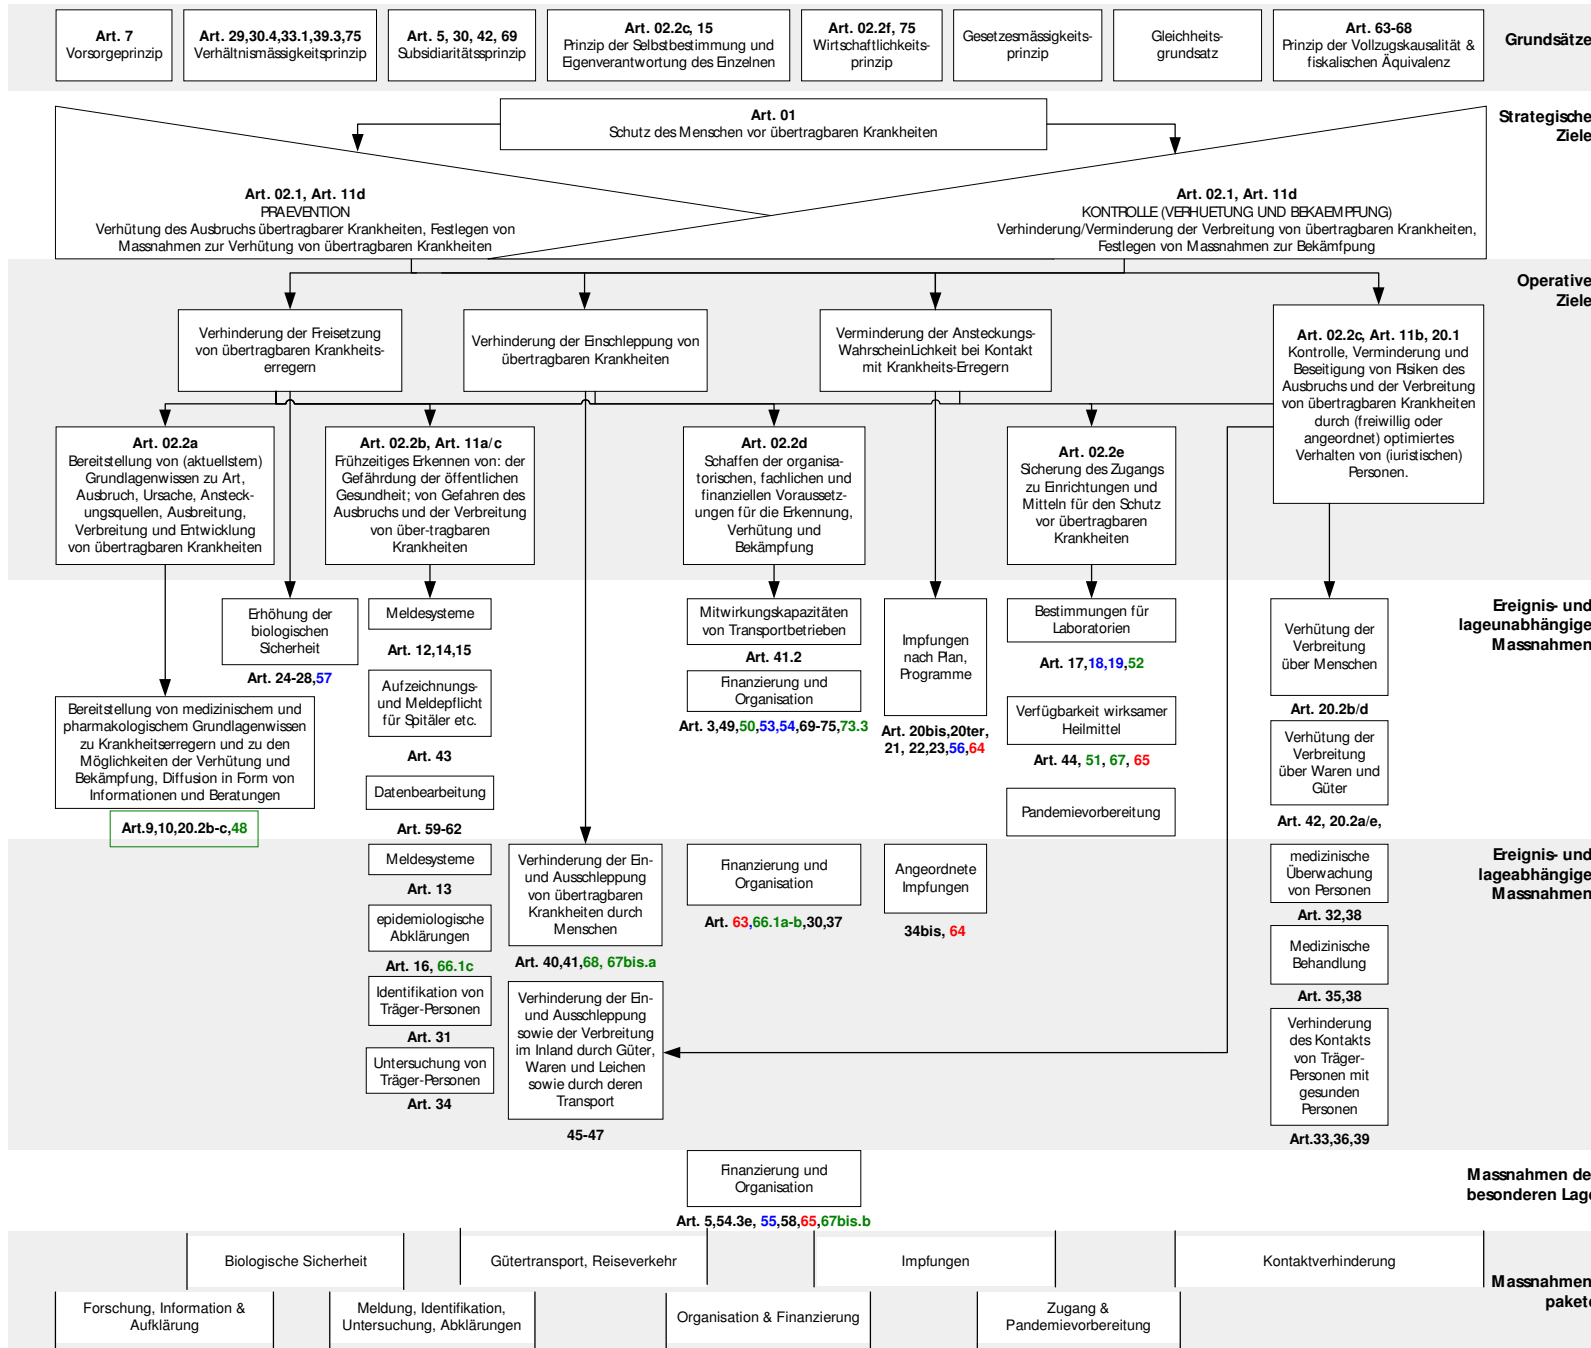 Art. 7
Vorsorgeprinzip
Art. 29,30.4,33.1,39.3,75
Verhältnismässigkeitsprinzip
Art. 5, 30, 42, 69
Subsidiaritätssprinzip
Art. 02.2c, 15
Prinzip der Selbstbestimmung und
Eigenverantwortung des Einzelnen
Art. 02.2f, 75
Wirtschaftlichkeits-
prinzip
Gesetzesmässigkeits-
prinzip
Gleichheits-
grundsatz
Art. 63-68
Prinzip der Vollzugskausalität &
fiskalischen Äquivalenz
Grundsätze
Art. 01
Schutz des Menschen vor übertragbaren Krankheiten
Strategische
Ziele
Art. 02.1, Art. 11d
PRAEVENTION
Verhütung des Ausbruchs übertragbarer Krankheiten, Festlegen von
Massnahmen zur Verhütung von übertragbaren Krankheiten
Art. 02.1, Art. 11d
KONTROLLE (VERHUETUNG UND BEKAEMPFUNG)
Verhinderung/Verminderung der Verbreitung von übertragbaren Krankheiten,
Festlegen von Massnahmen zur Bekämfpung
Operative
Ziele
Verhinderung der Freisetzung
von übertragbaren Krankheits-
erregern
Verhinderung der Einschleppung von
übertragbaren Krankheiten
Verminderung der Ansteckungs-
WahrscheinLichkeit bei Kontakt
mit Krankheits-Erregern
Art. 02.2c, Art. 11b, 20.1
Kontrolle, Verminderung und
Beseitigung von Risiken des
Ausbruchs und der Verbreitung
von übertragbaren Krankheiten
durch (freiwillig oder
angeordnet) optimiertes
Verhalten von (iuristischen)
Personen.
Art. 02.2a
Bereitstellung von (aktuellstem)
Grundlagenwissen zu Art,
Ausbruch, Ursache, Ansteck-
ungsquellen, Ausbreitung,
Verbreitung und Entwicklung
von übertragbaren Krankheiten
Art. 02.2b, Art. 11a/c
Frühzeitiges Erkennen von: der
Gefährdung der öffentlichen
Gesundheit; von Gefahren des
Ausbruchs und der Verbreitung
von über-tragbaren
Krankheiten
Art. 02.2d
Schaffen der organisa-
torischen, fachlichen und
finanziellen Voraussetz-
ungen für die Erkennung,
Verhütung und
Bekämpfung
Art. 02.2e
Sicherung des Zugangs
zu Einrichtungen und
Mitteln für den Schutz
vor übertragbaren
Krankheiten
Ereignis- und
lageunabhängige
Massnahmen
Erhöhung der
biologischen
Sicherheit
Art. 24-28,57
Bereitstellung von medizinischem und
pharmakologischem Grundlagenwissen
zu Krankheitserregern und zu den
Möglichkeiten der Verhütung und
Bekämpfung, Diffusion in Form von
Informationen und Beratungen
Art.9,10,20.2b-c,48
Meldesysteme
Art. 12,14,15
Aufzeichnungs-
und Meldepflicht
für Spitäler etc.
Art. 43
Datenbearbeitung
Art. 59-62
Mitwirkungskapazitäten
von Transportbetrieben
Art. 41.2
Finanzierung und
Organisation
Art. 3,49,50,53,54,69-75,73.3
Impfungen
nach Plan,
Programme
Art. 20bis,20ter,
21, 22,23,56,64
Bestimmungen für
Laboratorien
Art. 17,18,19,52
Verfügbarkeit wirksamer
Heilmittel
Art. 44, 51, 67, 65
Pandemievorbereitung
Verhütung der
Verbreitung
über Menschen
Art. 20.2b/d
Verhütung der
Verbreitung
über Waren und
Güter
Art. 42, 20.2a/e,
Ereignis- und
lageabhängige
Massnahmen
Meldesysteme
Art. 13
epidemiologische
Abklärungen
Art. 16, 66.1c
Identifikation von
Träger-Personen
Art. 31
Untersuchung von
Träger-Personen
Art. 34
Verhinderung der Ein-
und Ausschleppung
von übertragbaren
Krankheiten durch
Menschen
Art. 40,41,68, 67bis.a
Verhinderung der Ein-
und Ausschleppung
sowie der Verbreitung
im Inland durch Güter,
Waren und Leichen
sowie durch deren
Transport
45-47
Finanzierung und
Organisation
Art. 63,66.1a-b,30,37
Angeordnete
Impfungen
34bis, 64
medizinische
Überwachung
von Personen
Art. 32,38
Medizinische
Behandlung
Art. 35,38
Verhinderung
des Kontakts
von Träger-
Personen mit
gesunden
Personen
Art.33,36,39
Finanzierung und
Organisation
Art. 5,54.3e, 55,58,65,67bis.b
Massnahmen de
besonderen Lag
Biologische Sicherheit
Gütertransport, Reiseverkehr
Impfungen
Kontaktverhinderung
Massnahmen
pakete
Forschung, Information &
Aufklärung
Meldung, Identifikation,
Untersuchung, Abklärungen
Organisation & Finanzierung
Zugang &
Pandemievorbereitung